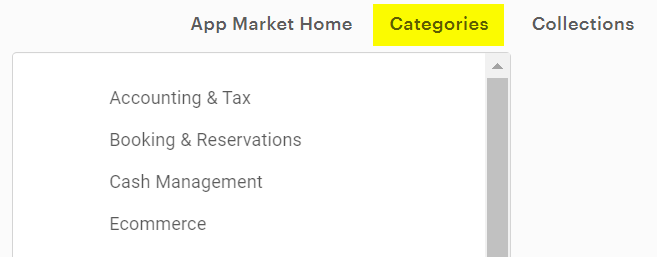 App Market Home Categories Collections
Accounting & Tax
Booking & Reservations
Cash Management
Ecommerce